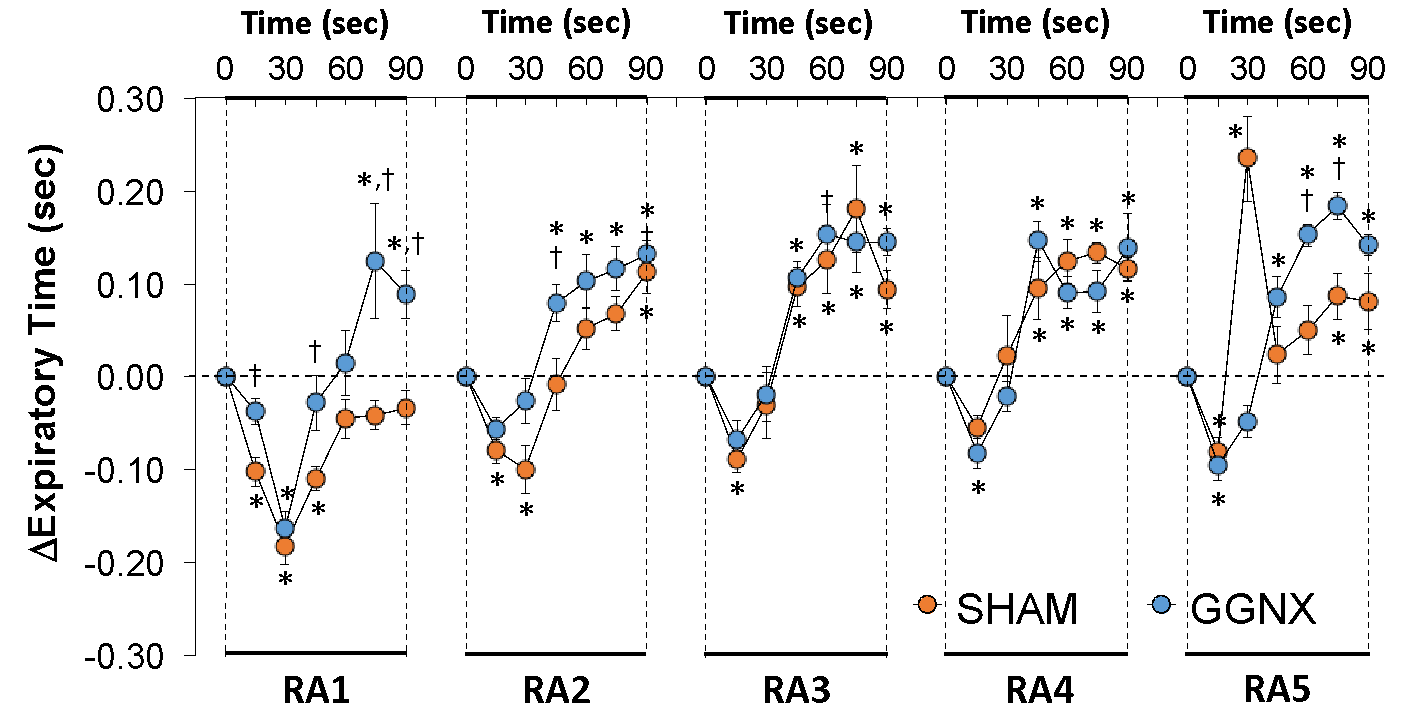 Time (sec) Time (sec) Time (sec) Time (sec) Time (sec)
0 30 60 90 0 30 60 90 0 30 60 90 0 30 60 90 0 30 60 90
0.30
0.20
0.10
0.00
-0.10
-0.20
-0.30
ΔExpiratory Time (sec)
*,† *,†
† †
* * * *
* † * * * ‡
* * *
* ‡ * * *
* * * *
* * * * *
* * * * *
* * * † * † *
* * * *
SHAM GGNX
RA1 RA2 RA3 RA4 RA5